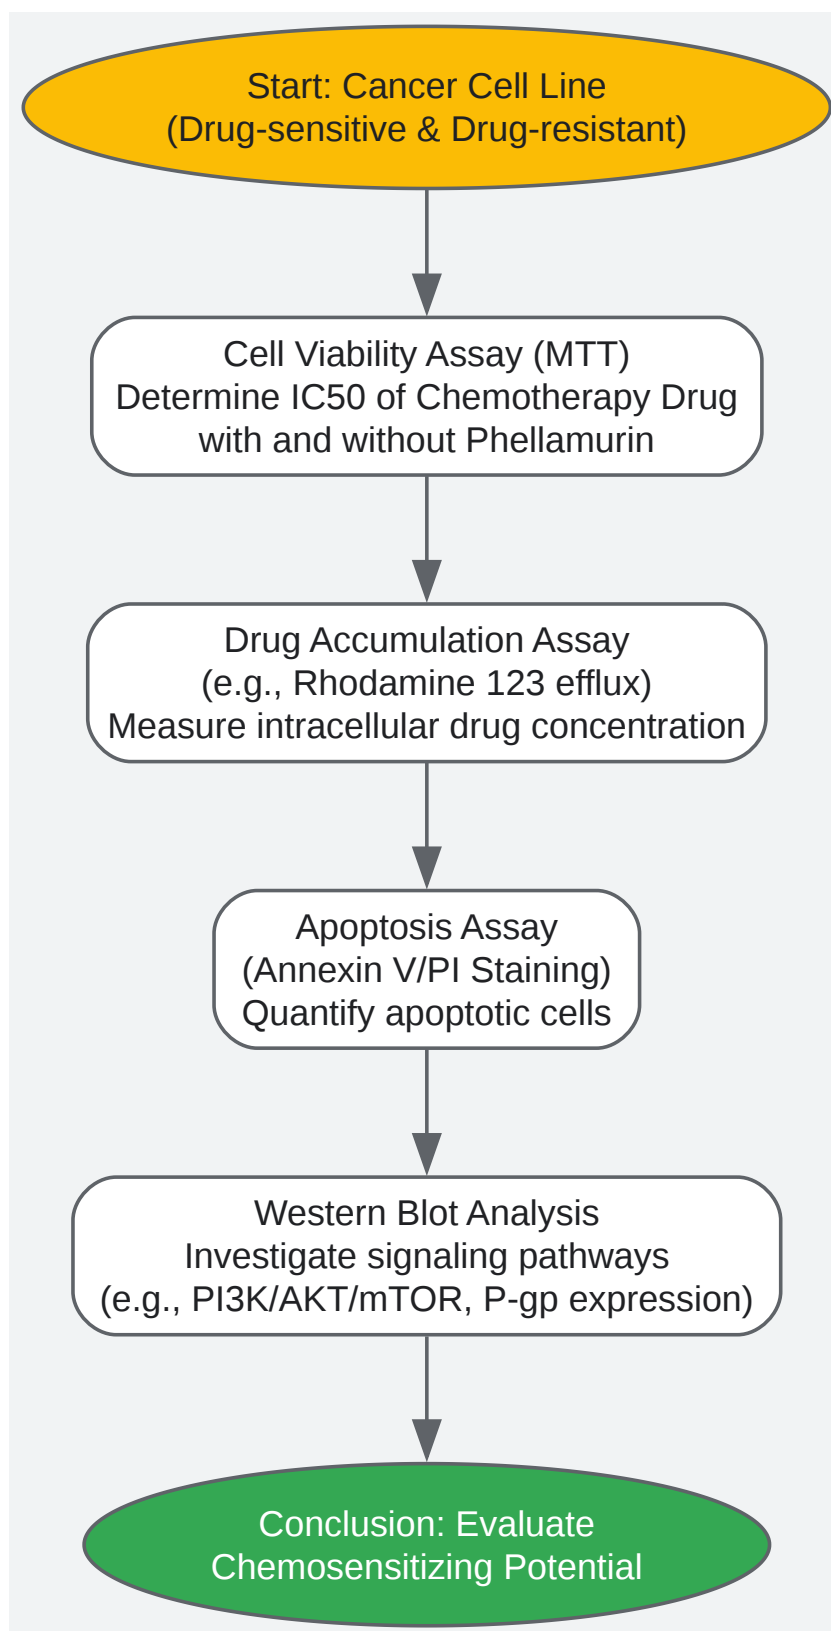 Start: Cancer Cell Line
(Drug-sensitive & Drug-resistant)
Cell Viability Assay (MTT)
Determine IC50 of Chemotherapy Drug
with and without Phellamurin
Drug Accumulation Assay
(e.g., Rhodamine 123 efflux)
Measure intracellular drug concentration
Apoptosis Assay
(Annexin V/PI Staining)
Quantify apoptotic cells
Western Blot Analysis
Investigate signaling pathways
(e.g., PI3K/AKT/mTOR, P-gp expression)
Conclusion: Evaluate
Chemosensitizing Potential